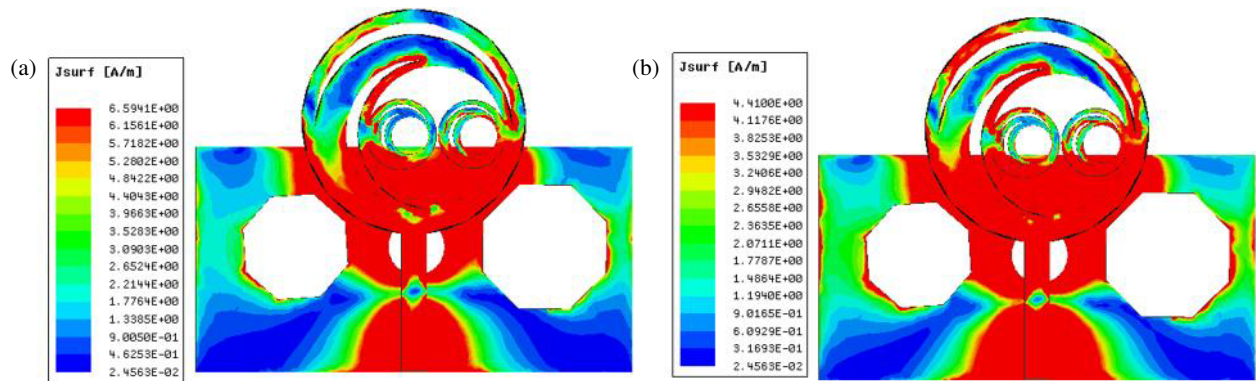 (a)
Jsurf [A/m]
6.5941E+00
6.1561E+00
5.7182E+00
5.2802E+00
4.8422E+00
4.4043E+00
3.9663E+00
3.5283E+00
3.0903E+00
2.6524E+00
2.2144E+00
1.7764E+00
1.3385E+00
9.0050E-01
4.6253E-01
2.4563E-02
(b)
Jsurf [A/m]
4.4100E+00
4.1176E+00
3.8253E+00
3.5329E+00
3.2406E+00
2.9482E+00
2.6558E+00
2.3635E+00
2.0711E+00
1.7787E+00
1.4864E+00
1.1940E+00
9.0165E-01
6.0929E-01
3.1693E-01
2.4563E-02